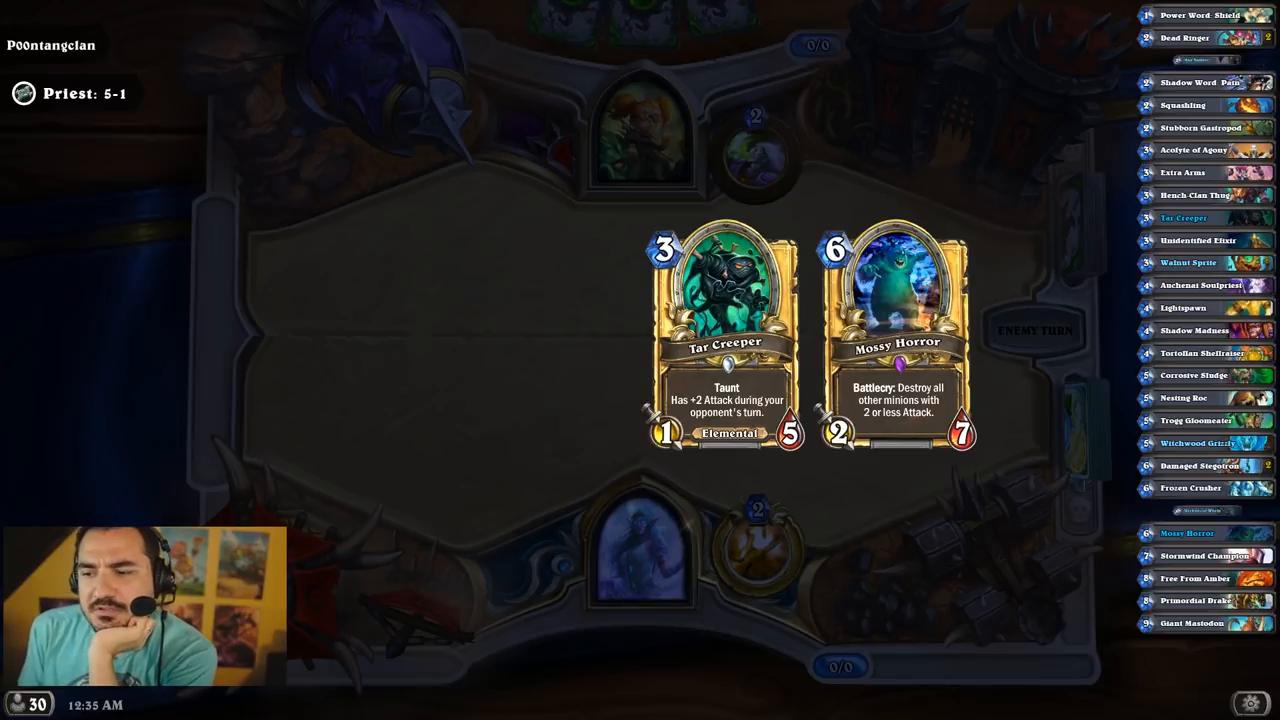 P00ntangclan
Priest: 5-1
0/0
2
3
Tar Creeper
Taunt
Has +2 Attack during your
opponent's turn.
1
Elemental
5
6
Mossy Horror
Battlecry: Destroy all
other minions with
2 or less Attack.
2
7
ENEMY TURN
2
0/0
30
12:35 AM
1 Power Word: Shield
2 Dead Ringer 2
2 Shadow Word: Pain
2 Squashling
2 Stubborn Gastropod
3 Acolyte of Agony
3 Extra Arms
3 Hench-Clan Thug
3 Tar Creeper
3 Unidentified Elixir
3 Walnut Sprite
4 Auchenai Soulpriest
4 Lightspawn
4 Shadow Madness
4 Tortollan Shellraiser
5 Corrosive Sludge
5 Nesting Roc
5 Trogg Gloomeater
5 Witchwood Grizzly
6 Damaged Stegotron 2
6 Frozen Crusher
6 Mossy Horror
7 Stormwind Champion
8 Free From Amber
8 Primordial Drake
9 Giant Mastodon